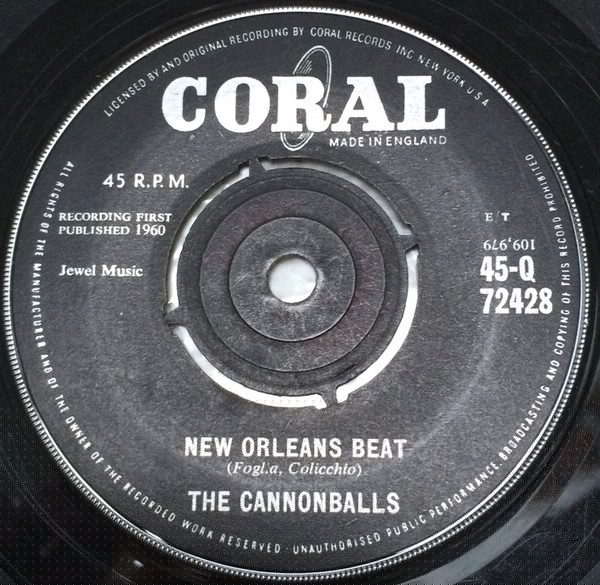 LICENSED BY AND ORIGINAL RECORDING BY CORAL RECORDS INC NEW YORK USA
CORAL
MADE IN ENGLAND
45 R.P.M.
RECORDING FIRST
PUBLISHED 1960
Jewel Music
E/T
109,979
45-Q
72428
NEW ORLEANS BEAT
(Fogl.a, Colicchio)
THE CANNONBALLS
ALL RIGHTS OF THE MANUFACTURER AND OF THE OWNER OF THE RECORDED WORK RESERVED · UNAUTHORISED PUBLIC PERFORMANCE, BROADCASTING AND COPYING OF THIS RECORD PROHIBITED